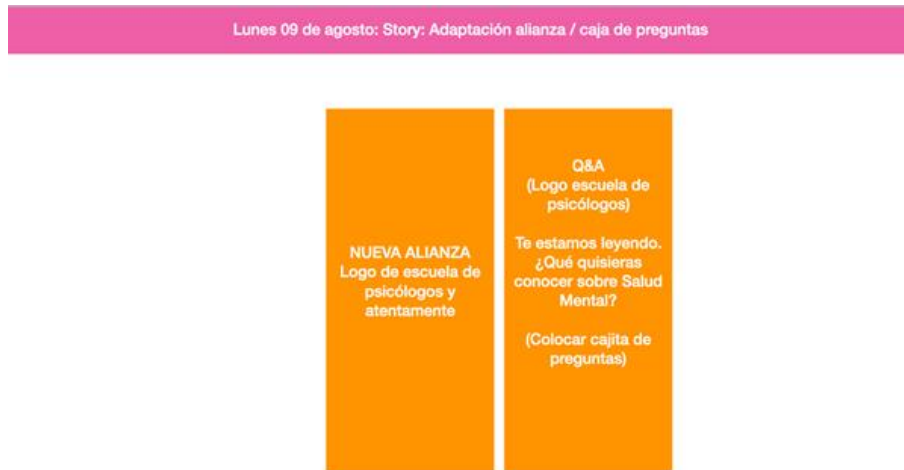 Lunes 09 de agosto: Story: Adaptación alianza / caja de preguntas
NUEVA ALIANZA
Logo de escuela de
psicólogos y
atentamente
Q&A
(Logo escuela de
psicólogos)
Te estamos leyendo.
¿Qué quisieras
conocer sobre Salud
Mental?
(Colocar cajita de
preguntas)